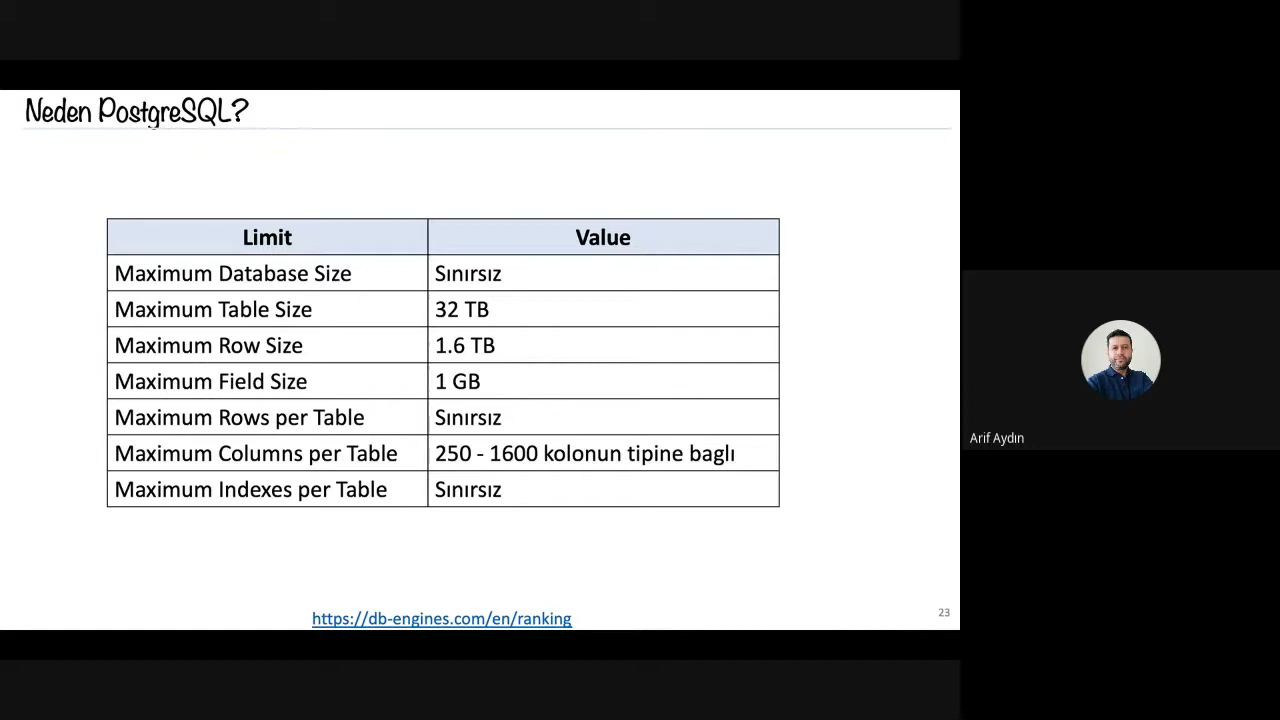 Neden PostgreSQL?
Limit Value
Maximum Database Size Sınırsız
Maximum Table Size 32 TB
Maximum Row Size 1.6 TB
Maximum Field Size 1 GB
Maximum Rows per Table Sınırsız
Maximum Columns per Table 250 - 1600 kolonun tipine baglı
Maximum Indexes per Table Sınırsız
https://db-engines.com/en/ranking
23
Arif Aydın